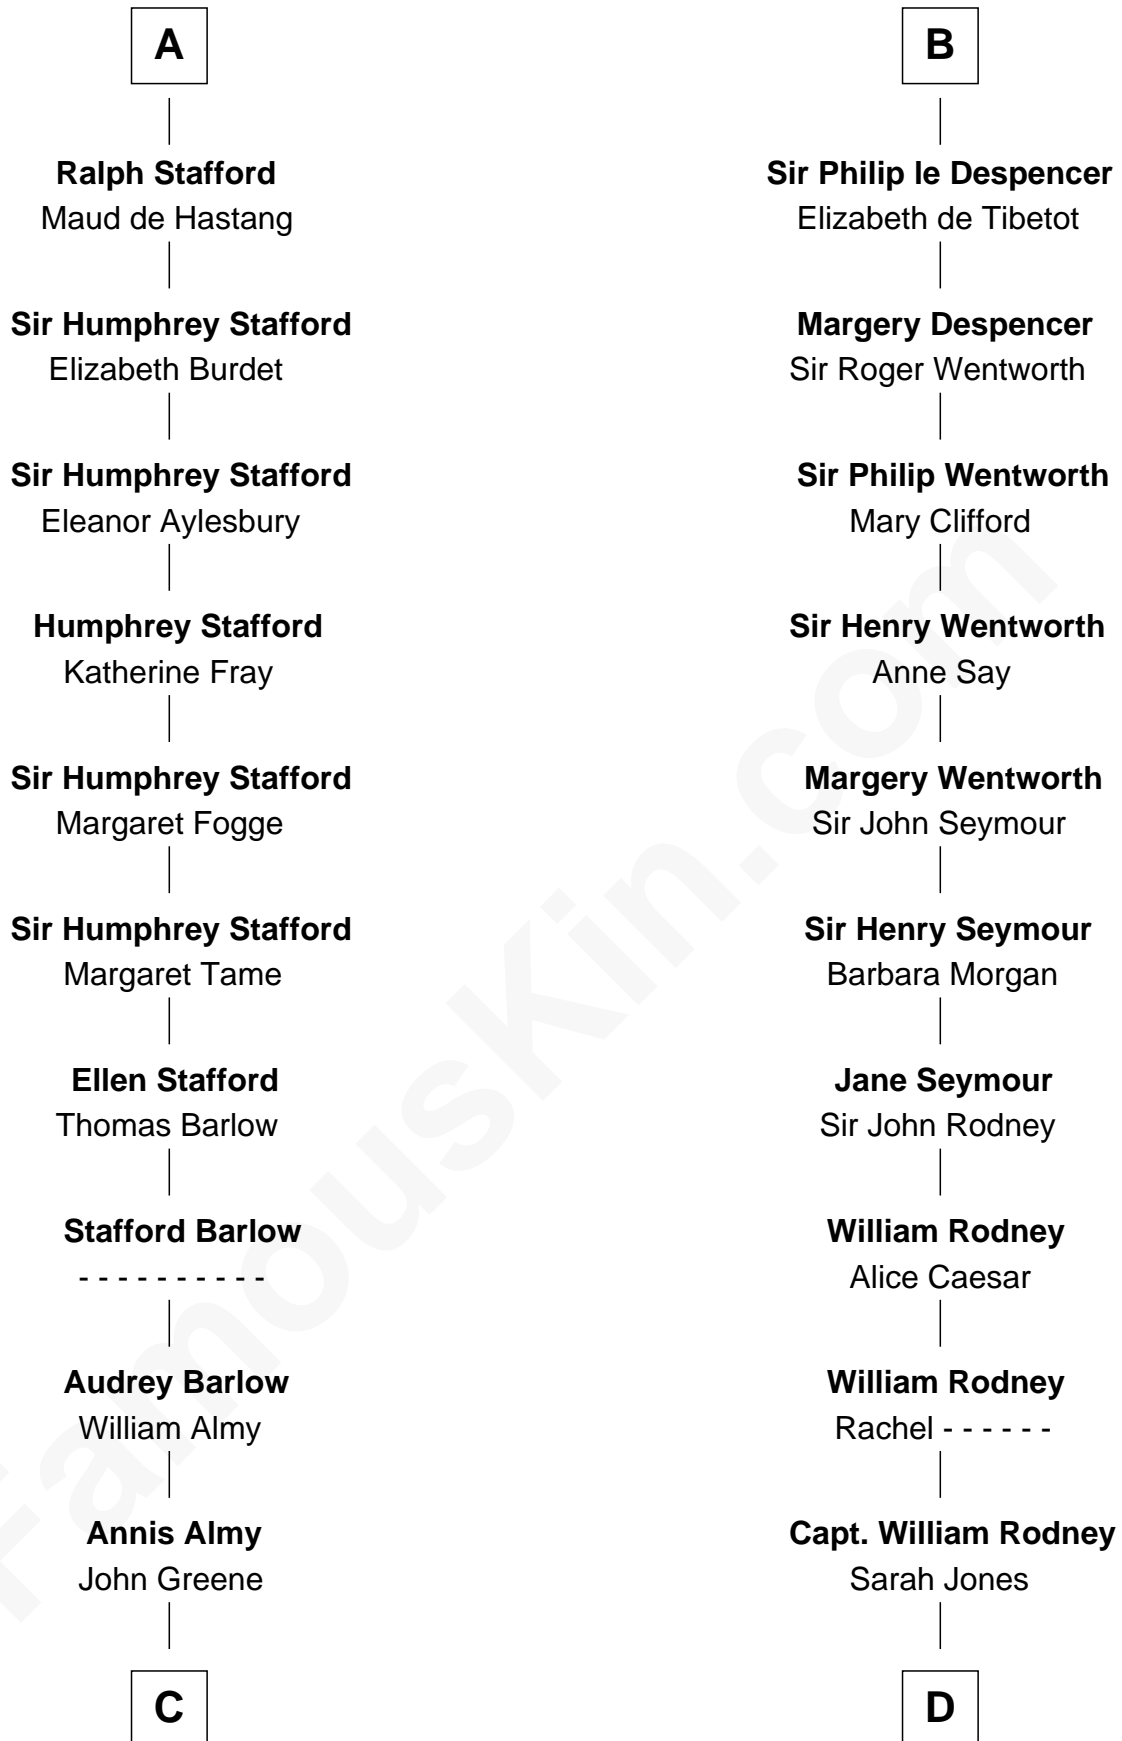 A
Ralph Stafford
Maud de Hastang
Sir Humphrey Stafford
Elizabeth Burdet
Sir Humphrey Stafford
Eleanor Aylesbury
Humphrey Stafford
Katherine Fray
Sir Humphrey Stafford
Margaret Fogge
Sir Humphrey Stafford
Margaret Tame
Ellen Stafford
Thomas Barlow
Stafford Barlow
- - - - - - - - - -
Audrey Barlow
William Almy
Annis Almy
John Greene
C
B
Sir Philip le Despencer
Elizabeth de Tibetot
Margery Despencer
Sir Roger Wentworth
Sir Philip Wentworth
Mary Clifford
Sir Henry Wentworth
Anne Say
Margery Wentworth
Sir John Seymour
Sir Henry Seymour
Barbara Morgan
Jane Seymour
Sir John Rodney
William Rodney
Alice Caesar
William Rodney
Rachel - - - - - -
Capt. William Rodney
Sarah Jones
D
FamousKin.com